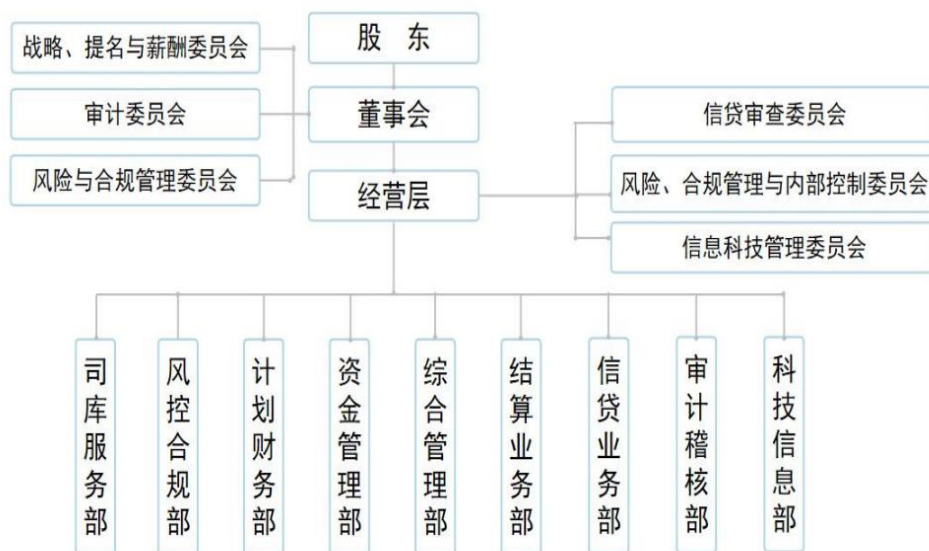 股 东
战略、提名与薪酬委员会
审计委员会
董事会
信贷审查委员会
风险与合规管理委员会
经营层
风险、合规管理与内部控制委员会
信息科技管理委员会
司库服务部
风控合规部
计划财务部
资金管理部
综合管理部
结算业务部
信贷业务部
审计稽核部
科技信息部